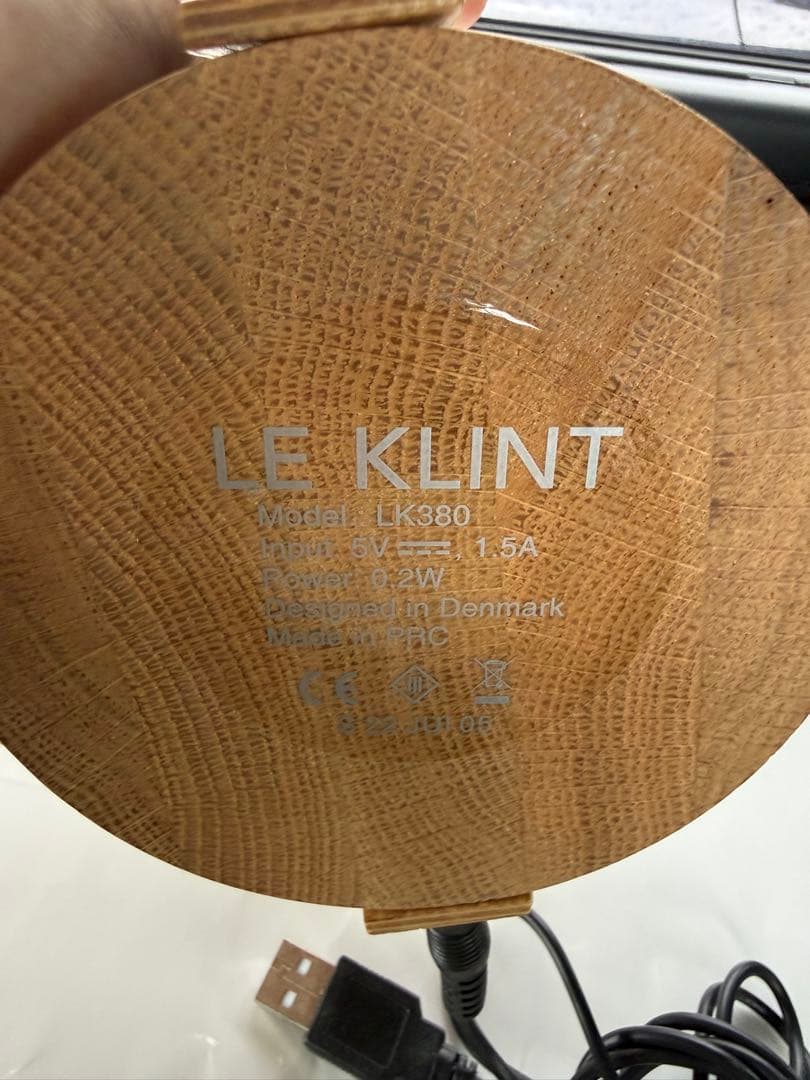 LE KLINT
Model: LK380
Input: 5V⎓, 1.5A
Power: 0.2W
Designed in Denmark
Made in PRC
CE